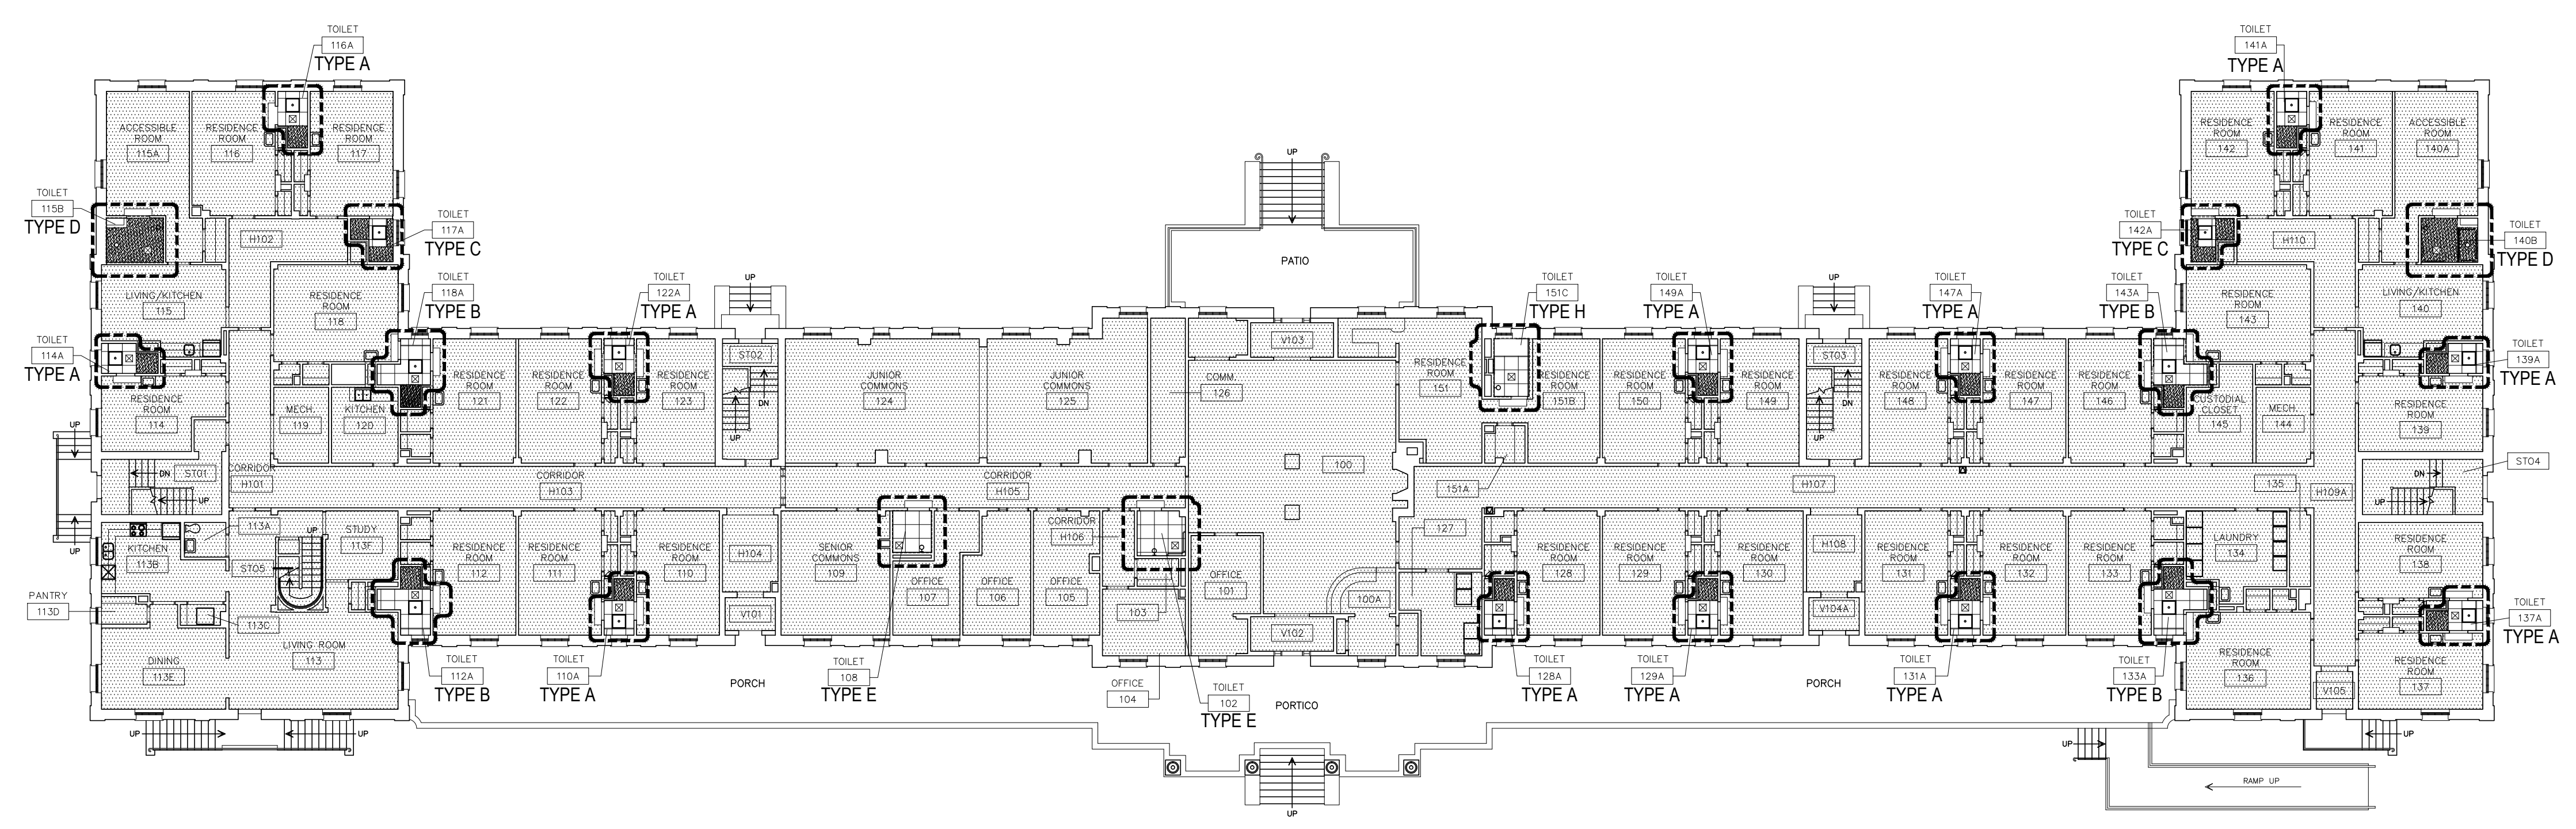 TOILET
116A
TYPE A
TOILET
141A
TYPE A
ACCESSIBLE
ROOM
115A
RESIDENCE
ROOM
116
RESIDENCE
ROOM
117
UP
RESIDENCE
ROOM
142
RESIDENCE
ROOM
141
ACCESSIBLE
ROOM
140A
TOILET
115B
TYPE D
TOILET
117A
TYPE C
H102
PATIO
TOILET
142A
TYPE C
H110
TOILET
140B
TYPE D
LIVING/KITCHEN
115
RESIDENCE
ROOM
118
TOILET
118A
TYPE B
TOILET
122A
TYPE A
UP
TOILET
151C
TYPE H
TOILET
149A
TYPE A
UP
TOILET
147A
TYPE A
TOILET
143A
TYPE B
RESIDENCE
ROOM
143
LIVING/KITCHEN
140
TOILET
114A
TYPE A
RESIDENCE
ROOM
114
MECH.
119
KITCHEN
120
RESIDENCE
ROOM
121
RESIDENCE
ROOM
122
RESIDENCE
ROOM
123
ST02
DN
UP
JUNIOR
COMMONS
124
JUNIOR
COMMONS
125
COMM.
126
V103
RESIDENCE
ROOM
151
RESIDENCE
ROOM
151B
RESIDENCE
ROOM
150
RESIDENCE
ROOM
149
ST03
DN
UP
RESIDENCE
ROOM
148
RESIDENCE
ROOM
147
RESIDENCE
ROOM
146
CUSTODIAL
CLOSET
145
MECH.
144
RESIDENCE
ROOM
139
TOILET
139A
TYPE A
UP
DN
ST01
UP
CORRIDOR
H101
CORRIDOR
H103
CORRIDOR
H105
100
151A
H107
135
H109A
DN
UP
ST04
UP
KITCHEN
113B
113A
ST05
UP
STUDY
113F
RESIDENCE
ROOM
112
RESIDENCE
ROOM
111
RESIDENCE
ROOM
110
H104
SENIOR
COMMONS
109
OFFICE
107
OFFICE
106
OFFICE
105
CORRIDOR
H106
OFFICE
101
127
RESIDENCE
ROOM
128
RESIDENCE
ROOM
129
RESIDENCE
ROOM
130
H108
RESIDENCE
ROOM
131
RESIDENCE
ROOM
132
RESIDENCE
ROOM
133
LAUNDRY
134
RESIDENCE
ROOM
138
PANTRY
113D
113C
V101
103
100A
V104A
TOILET
137A
TYPE A
LIVING ROOM
113
DINING
113E
TOILET
112A
TYPE B
TOILET
110A
TYPE A
PORCH
TOILET
108
TYPE E
OFFICE
104
TOILET
102
TYPE E
V102
PORTICO
TOILET
128A
TYPE A
TOILET
129A
TYPE A
PORCH
TOILET
131A
TYPE A
TOILET
133A
TYPE B
RESIDENCE
ROOM
136
V105
RESIDENCE
ROOM
137
UP
UP
UP
UP
UP
RAMP UP